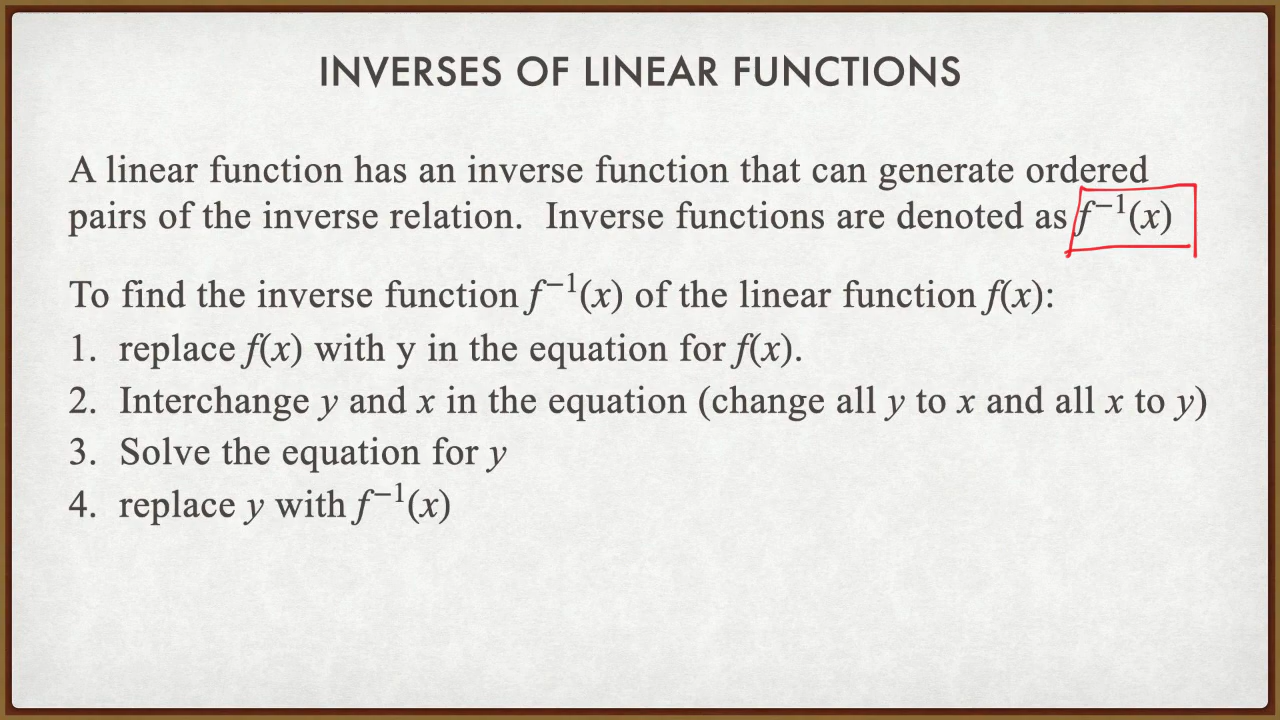 INVERSES OF LINEAR FUNCTIONS
A linear function has an inverse function that can generate ordered
pairs of the inverse relation. Inverse functions are denoted as f⁻¹(x)
To find the inverse function f⁻¹(x) of the linear function f(x):
1. replace f(x) with y in the equation for f(x).
2. Interchange y and x in the equation (change all y to x and all x to y)
3. Solve the equation for y
4. replace y with f⁻¹(x)